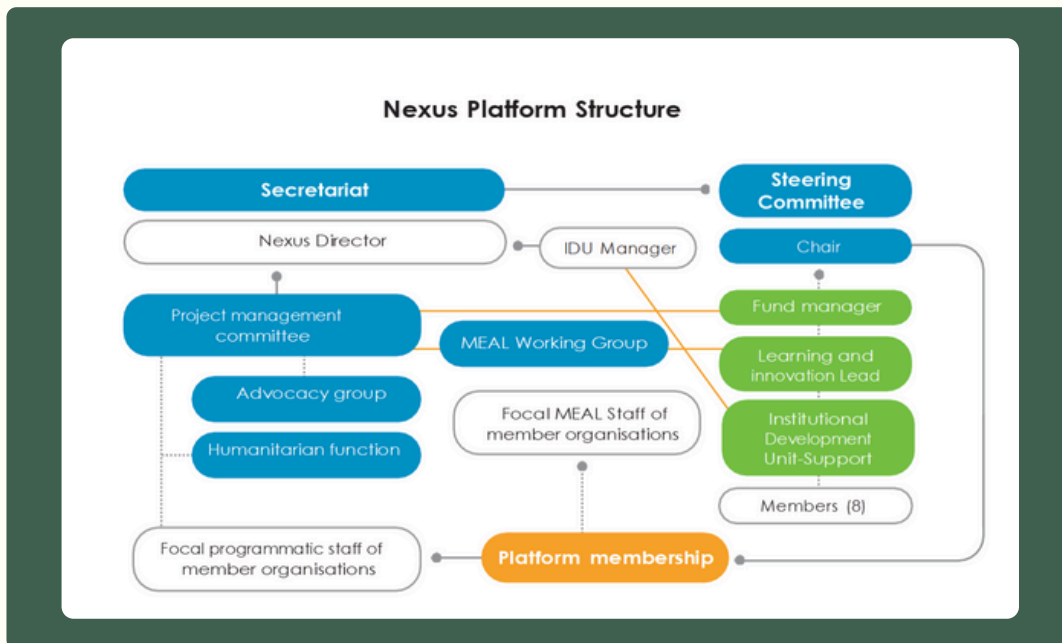 Nexus Platform Structure
Secretariat
Steering
Committee
Nexus Director
IDU Manager
Chair
Project management
committee
Fund manager
MEAL Working Group
Learning and
innovation Lead
Advocacy group
Focal MEAL Staff of
member organisations
Institutional
Development
Unit-Support
Humanitarian function
Members (8)
Focal programmatic staff of
member organisations
Platform membership